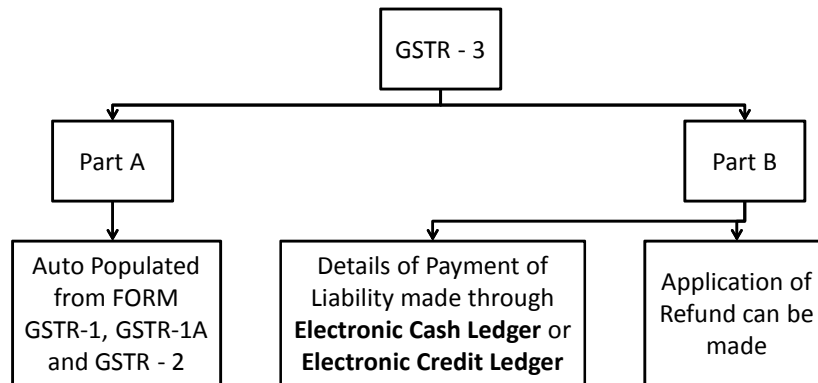 GSTR - 3
Part A
Part B
Auto Populated
from FORM
GSTR-1, GSTR-1A
and GSTR - 2
Details of Payment of
Liability made through
Electronic Cash Ledger or
Electronic Credit Ledger
Application of
Refund can be
made